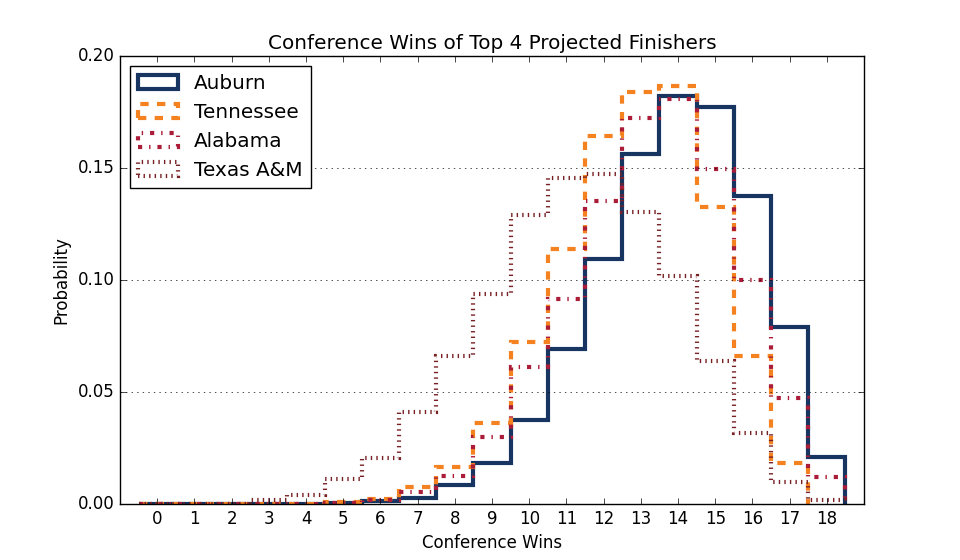 Conference Wins of Top 4 Projected Finishers
0.20
0.15
0.10
0.05
0.00
Probability
Auburn
Tennessee
Alabama
Texas A&M
0 1 2 3 4 5 6 7 8 9 10 11 12 13 14 15 16 17 18
Conference Wins